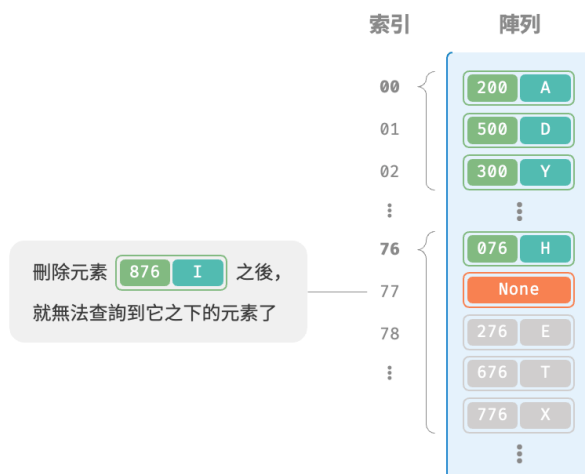 索引 陣列
00 200 A
01 500 D
02 300 Y
76 076 H
刪除元素 876 I 之後，
就無法查詢到它之下的元素了
77 None
78 276 E
676 T
776 X